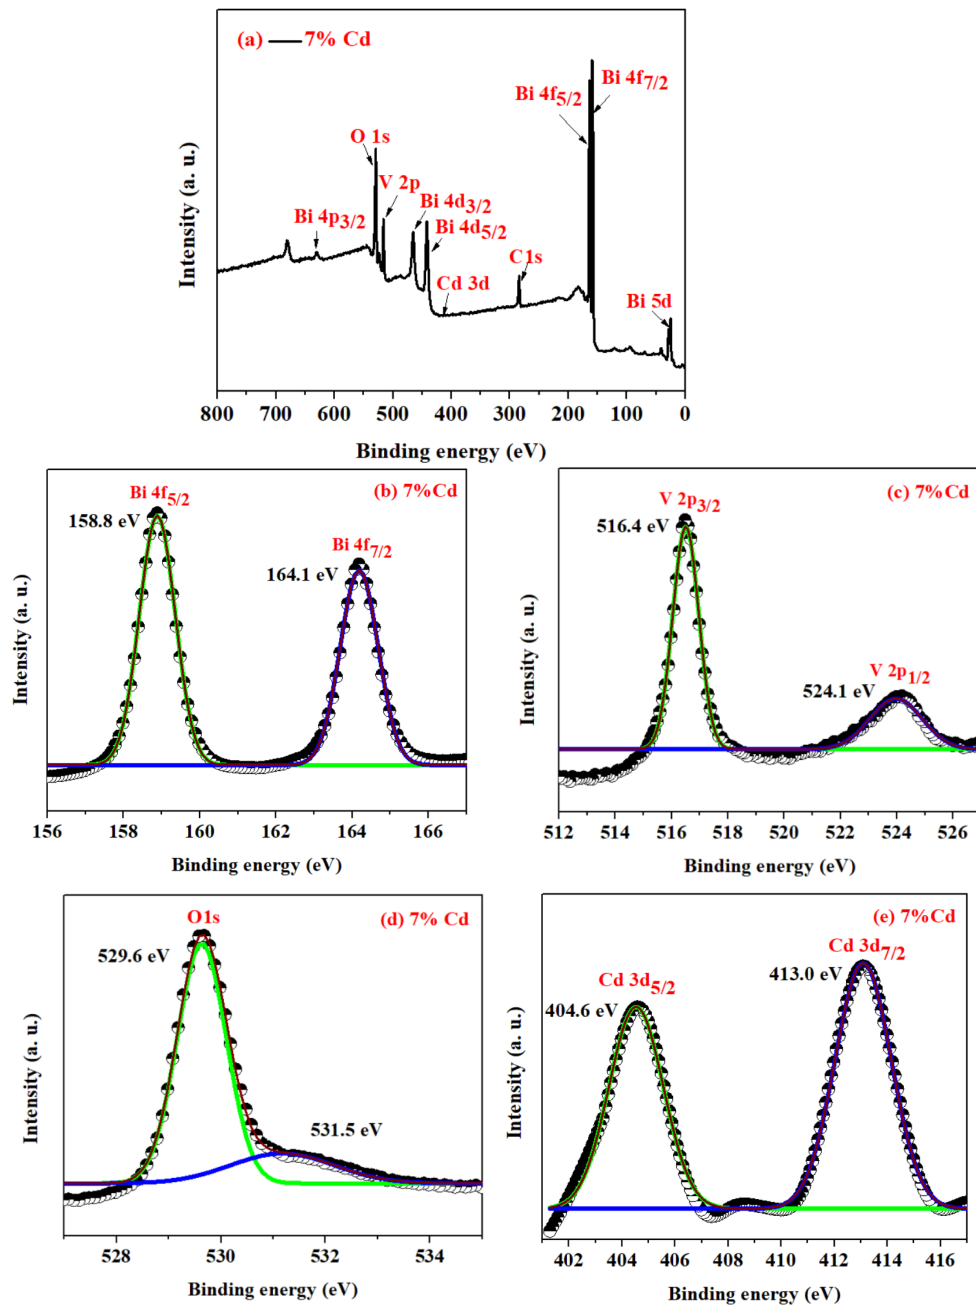 (a) — 7% Cd
Bi 4f7/2
Bi 4f5/2
O 1s
V 2p
Bi 4d3/2
Bi 4p3/2
Bi 4d5/2
C1s
Cd 3d
Bi 5d
Intensity (a. u.)
800 700 600 500 400 300 200 100 0
Binding energy (eV)
Bi 4f5/2
(b) 7%Cd
158.8 eV
Bi 4f7/2
164.1 eV
Intensity (a. u.)
156 158 160 162 164 166
Binding energy (eV)
V 2p3/2
(c) 7%Cd
516.4 eV
V 2p1/2
524.1 eV
Intensity (a. u.)
512 514 516 518 520 522 524 526
Binding energy (eV)
O1s
(d) 7% Cd
529.6 eV
531.5 eV
Intensity (a. u.)
528 530 532 534
Binding energy (eV)
(e) 7%Cd
Cd 3d7/2
413.0 eV
Cd 3d5/2
404.6 eV
Intensity (a. u.)
402 404 406 408 410 412 414 416
Binding energy (eV)